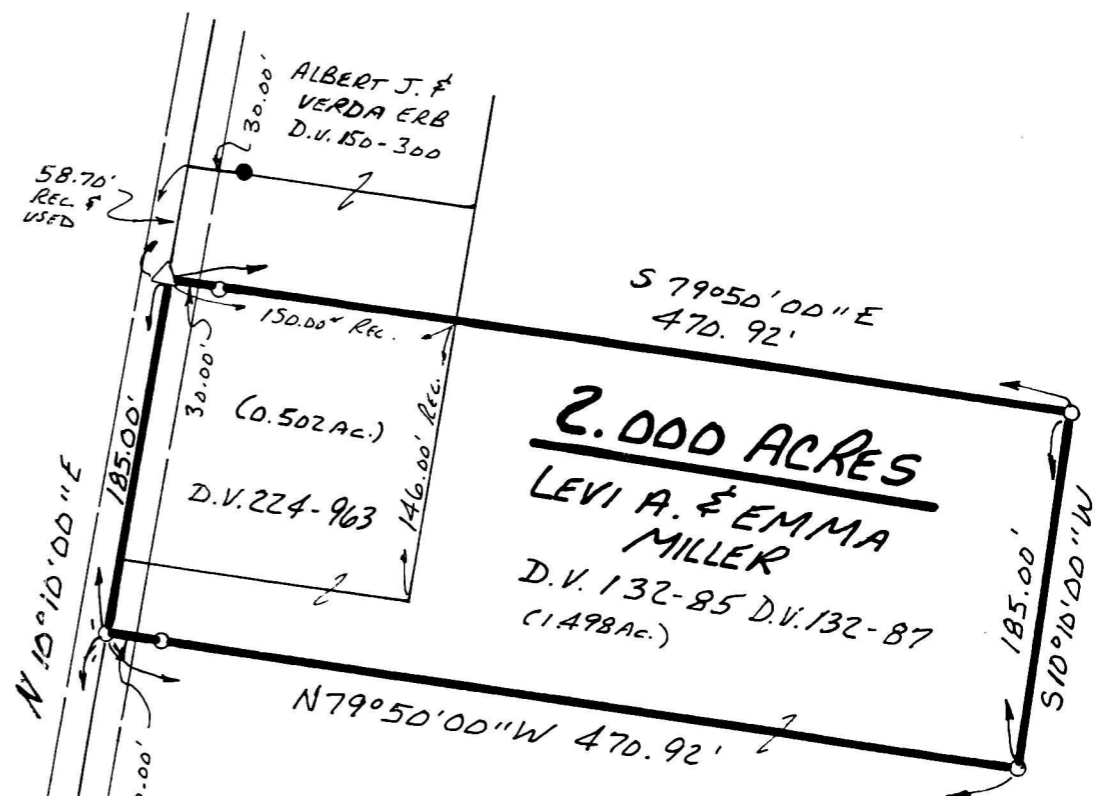 ALBERT J. &
VERDA ERB
D.V. 150-300
30.00'
58.70'
REC. &
USED
S 79°50'00"E
470.92'
150.00' REC.
30.00'
(0.502 Ac.)
146.00' REC.
D.V. 224-963
185.00'
N 10°10'00"E
2.000 ACRES
LEVI A. & EMMA
MILLER
D.V. 132-85 D.V. 132-87
(1.498 Ac.)
185.00'
S10°10'00"W
N79°50'00"W 470.92'